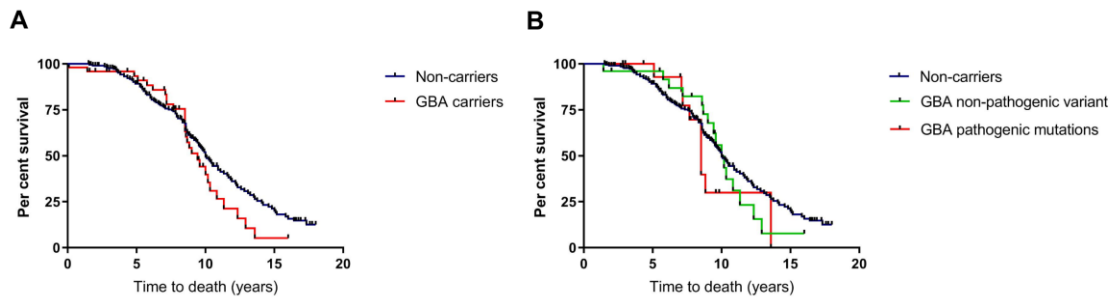 A
Per cent survival
100
75
50
25
0
0 5 10 15 20
Time to death (years)
Non-carriers
GBA carriers
B
Per cent survival
100
75
50
25
0
0 5 10 15 20
Time to death (years)
Non-carriers
GBA non-pathogenic variant
GBA pathogenic mutations